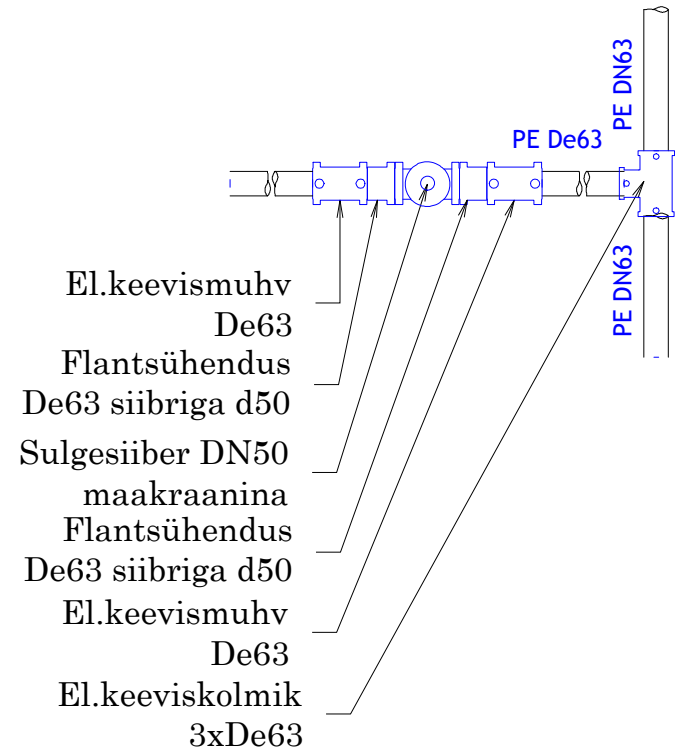 PE DN63
PE De63
PE DN63
El.keevismuhv
De63
Flantsühendus
De63 siibriga d50
Sulgesiiber DN50
maakraanina
Flantsühendus
De63 siibriga d50
El.keevismuhv
De63
El.keeviskolmik
3xDe63